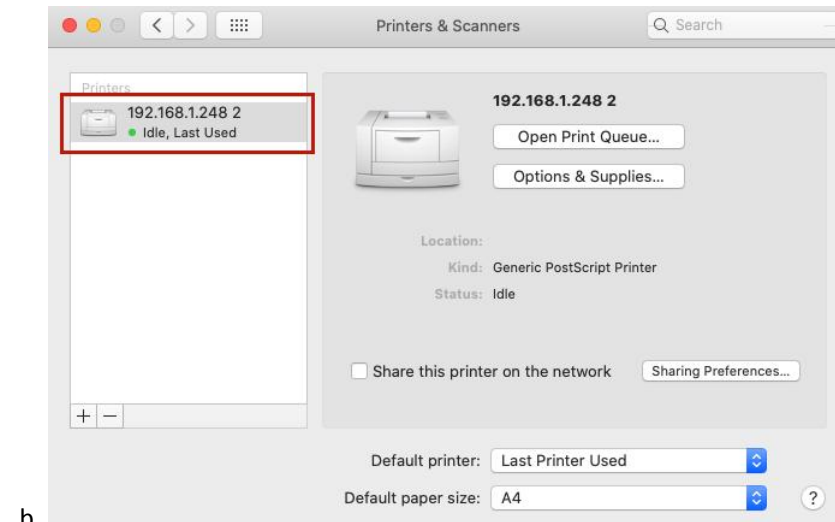 Printers & Scanners
Search
Printers
192.168.1.248 2
Idle, Last Used
192.168.1.248 2
Open Print Queue...
Options & Supplies...
Location:
Kind: Generic PostScript Printer
Status: Idle
Share this printer on the network
Sharing Preferences...
+ −
Default printer: Last Printer Used
Default paper size: A4
?
b